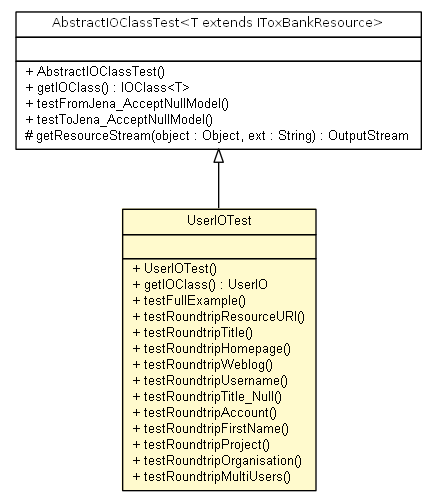 AbstractIOClassTest<T extends IToxBankResource>
+ AbstractIOClassTest()
+ getIOClass() : IOClass<T>
+ testFromJena_AcceptNullModel()
+ testToJena_AcceptNullModel()
# getResourceStream(object : Object, ext : String) : OutputStream
UserIOTest
+ UserIOTest()
+ getIOClass() : UserIO
+ testFullExample()
+ testRoundtripResourceURI()
+ testRoundtripTitle()
+ testRoundtripHomepage()
+ testRoundtripWeblog()
+ testRoundtripUsername()
+ testRoundtripTitle_Null()
+ testRoundtripAccount()
+ testRoundtripFirstName()
+ testRoundtripProject()
+ testRoundtripOrganisation()
+ testRoundtripMultiUsers()